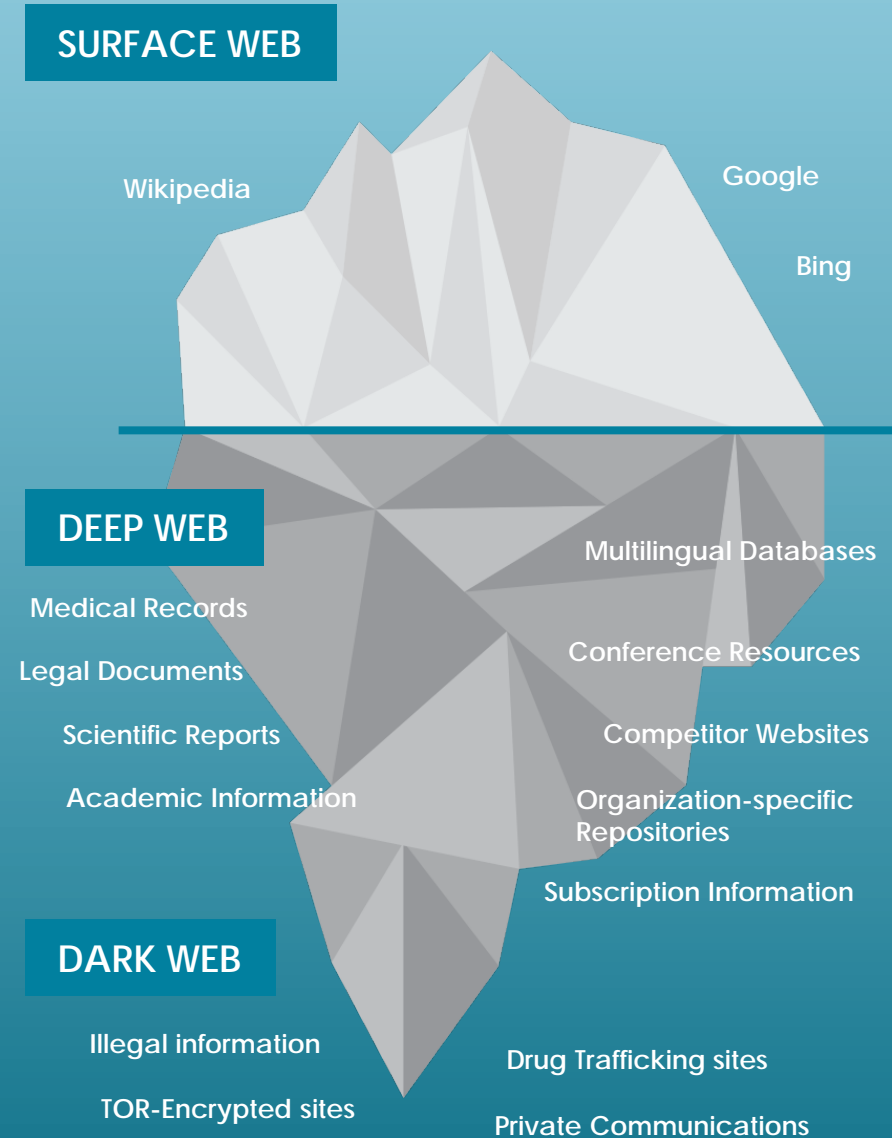 SURFACE WEB
Wikipedia
Google
Bing
DEEP WEB
Medical Records
Legal Documents
Scientific Reports
Academic Information
Multilingual Databases
Conference Resources
Competitor Websites
Organization-specific
Repositories
Subscription Information
DARK WEB
Illegal information
TOR-Encrypted sites
Drug Trafficking sites
Private Communications